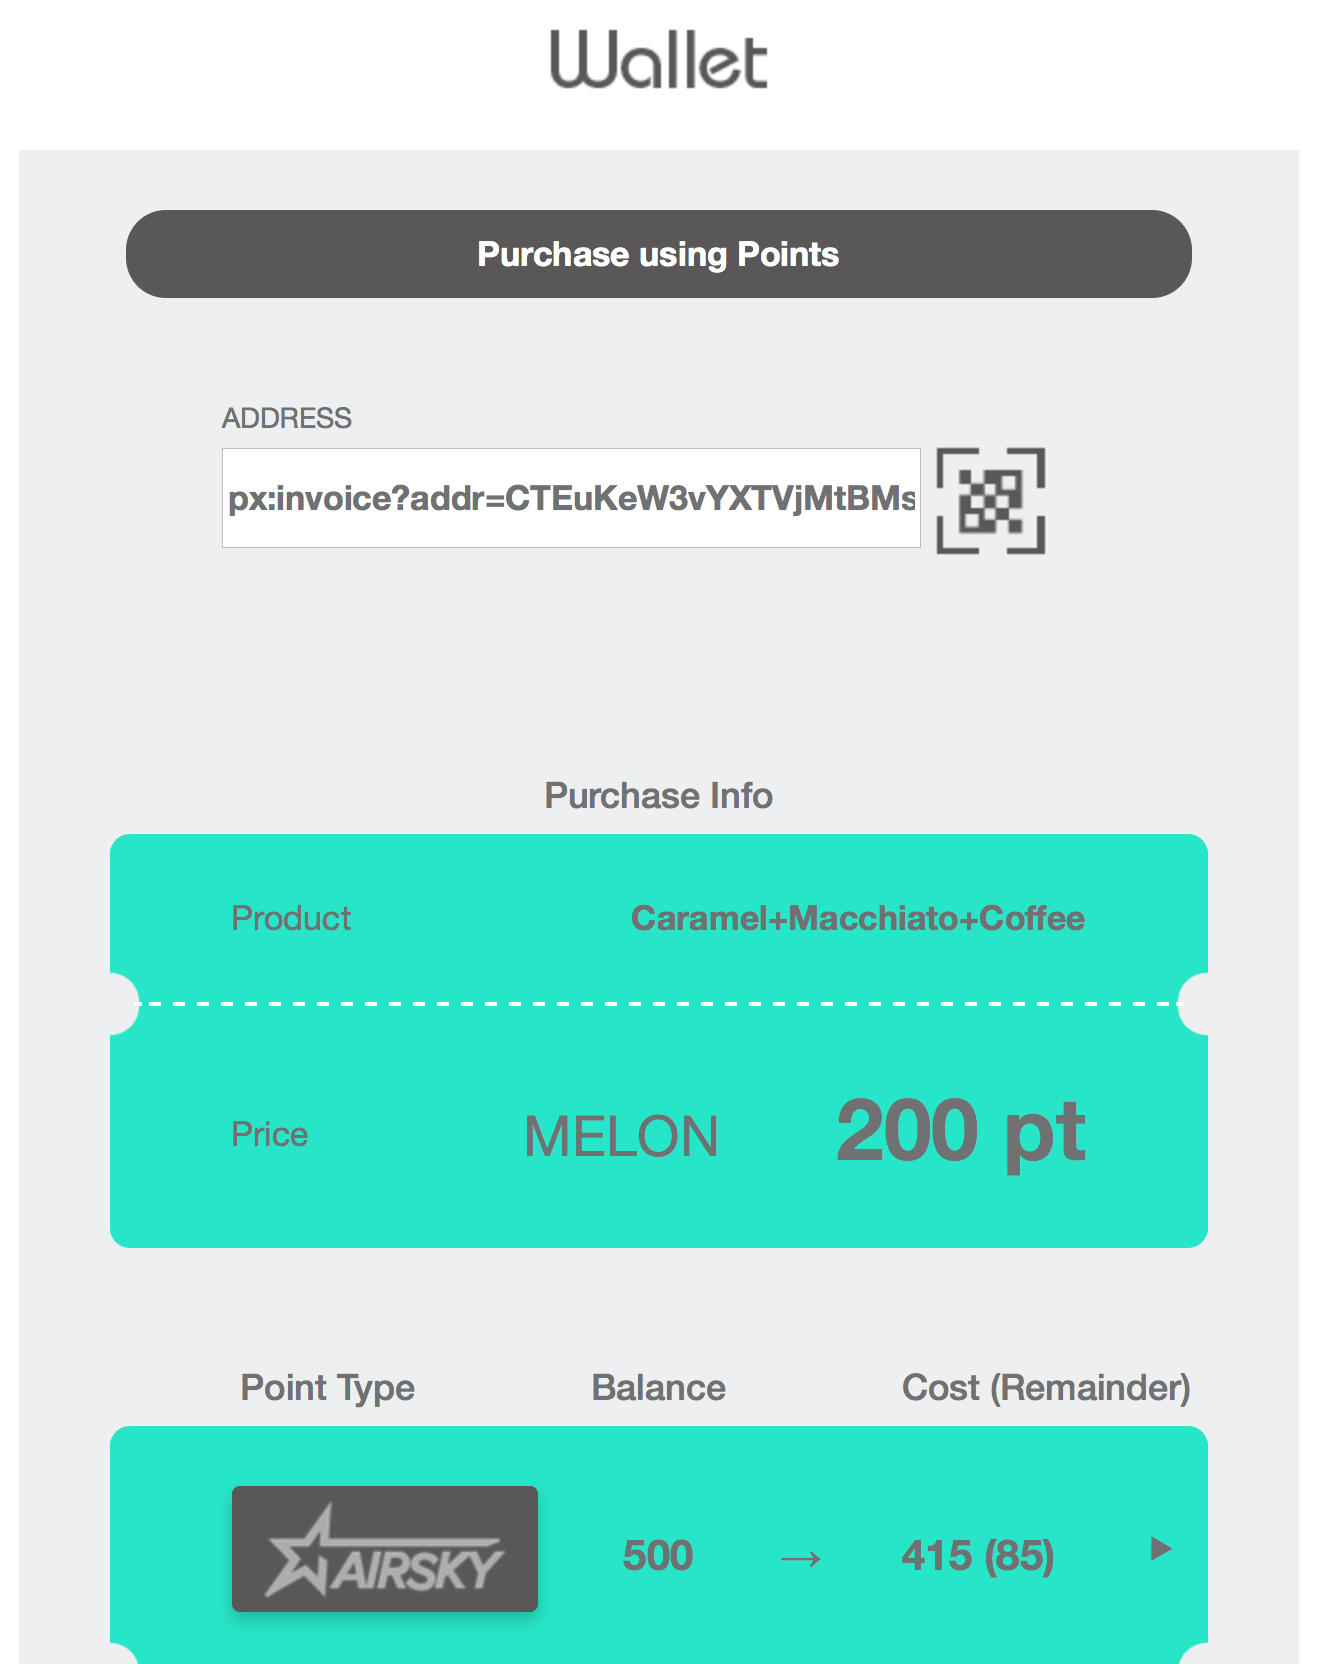 Wallet
Purchase using Points
ADDRESS
px:invoice?addr=CTEuKeW3vYXTVjMtBMs
Purchase Info
Product Caramel+Macchiato+Coffee
Price MELON 200 pt
Point Type Balance Cost (Remainder)
AIRSKY 500 → 415 (85)